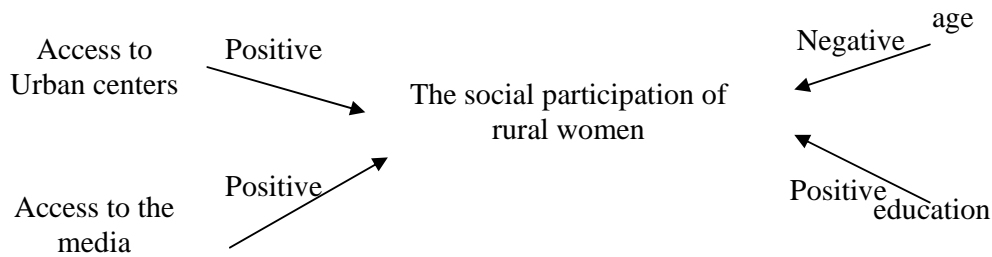 Access to
Urban centers
Positive
The social participation of
rural women
Negative
age
Access to the
media
Positive
Positive
education